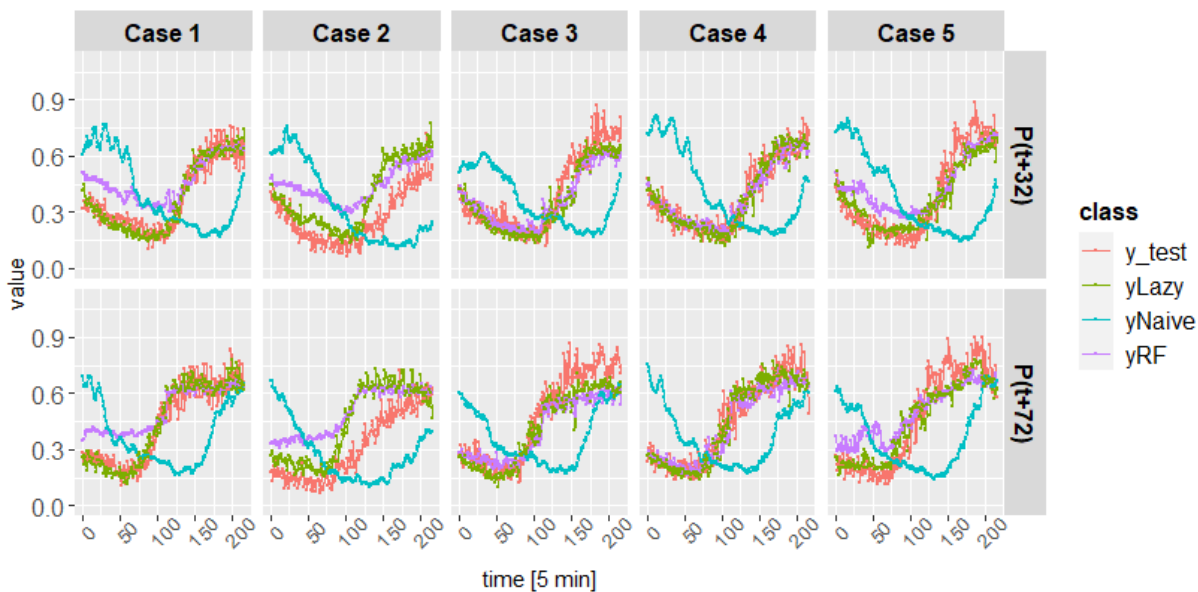 Case 1 Case 2 Case 3 Case 4 Case 5
0.9
0.6
0.3
0.0
P(t+32)
value
0.9
0.6
0.3
0.0
P(t+72)
0 50 100 150 200 0 50 100 150 200 0 50 100 150 200 0 50 100 150 200 0 50 100 150 200
time [5 min]
class
y_test
yLazy
yNaive
yRF